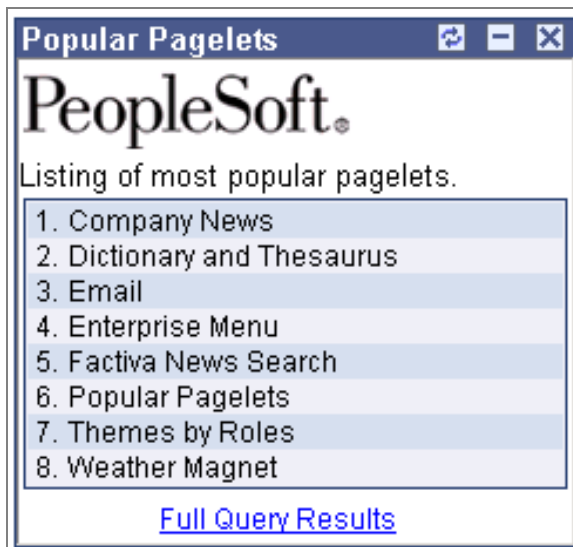 Popular Pagelets
PeopleSoft®
Listing of most popular pagelets.
1. Company News
2. Dictionary and Thesaurus
3. Email
4. Enterprise Menu
5. Factiva News Search
6. Popular Pagelets
7. Themes by Roles
8. Weather Magnet
Full Query Results